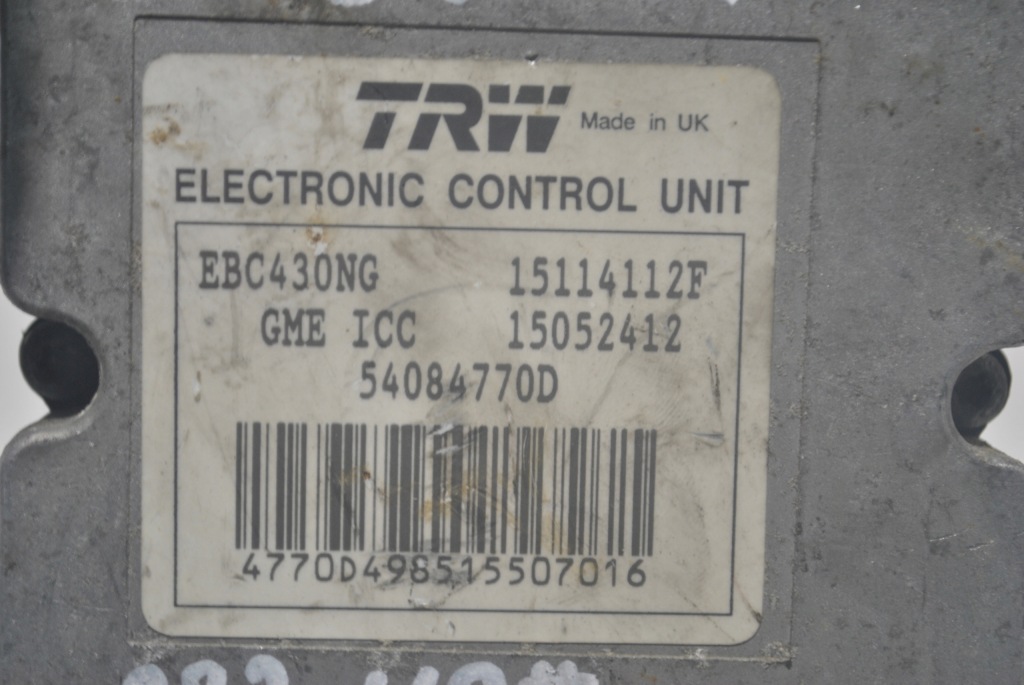 TRW Made in UK
ELECTRONIC CONTROL UNIT
EBC430NG 15114112F
GME ICC 15052412
54084770D
4770D498515507016